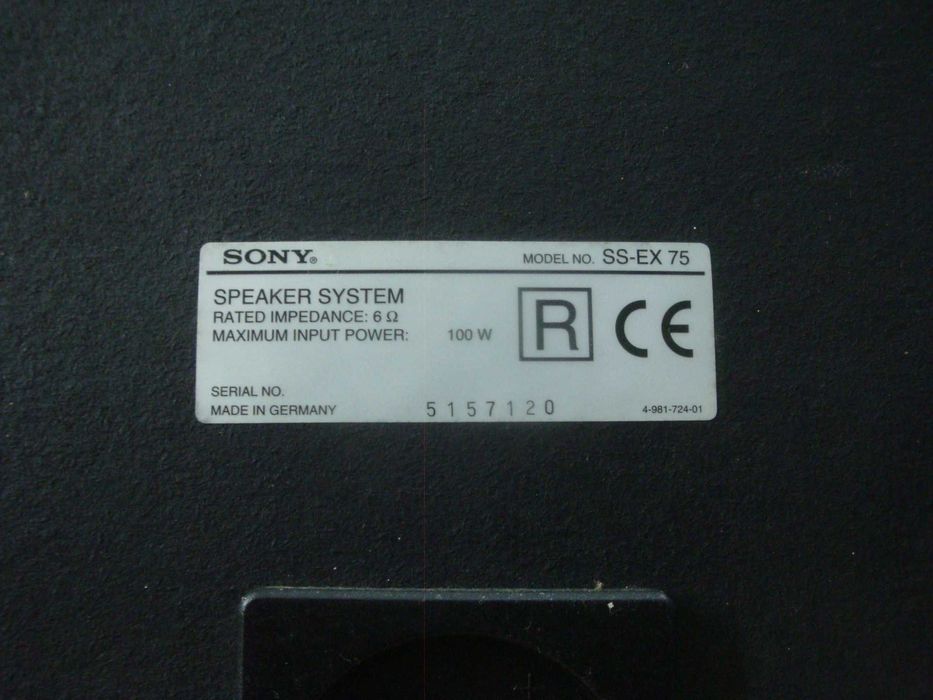 SONY®
MODEL NO. SS-EX 75
SPEAKER SYSTEM
RATED IMPEDANCE: 6 Ω
MAXIMUM INPUT POWER: 100 W
R
CE
SERIAL NO.
MADE IN GERMANY
5157120
4-981-724-01